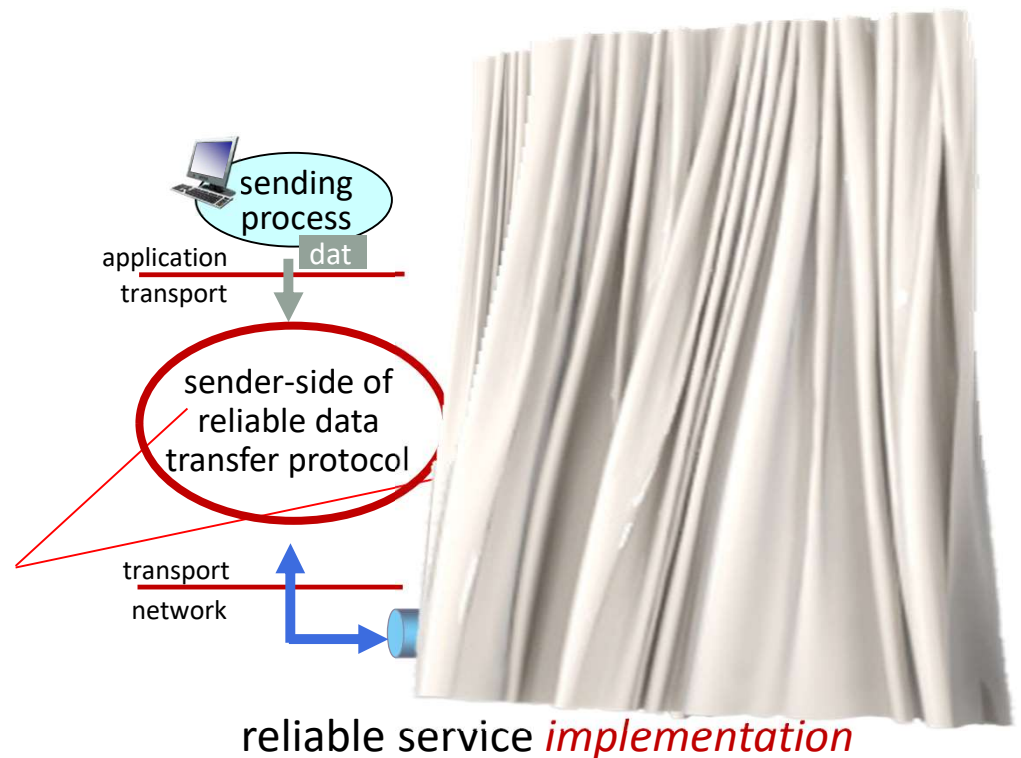 sending
process
dat
application
transport
sender-side of
reliable data
transfer protocol
transport
network
reliable service implementation